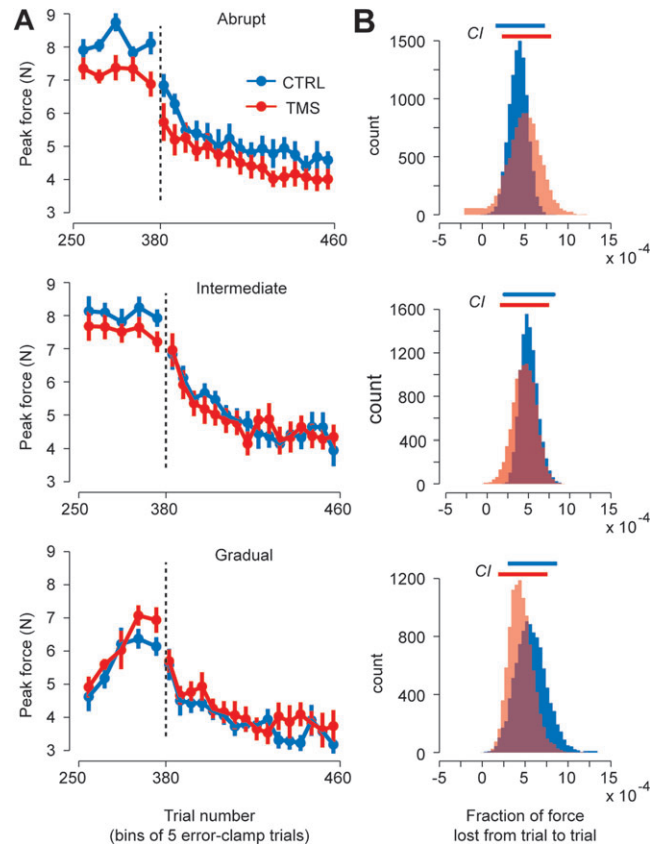 A
Abrupt
Peak force (N)
9
8
7
6
5
4
3
CTRL
TMS
250
380
460
B
CI
count
1500
1000
500
0
-5
0
5
10
15
x 10-4
Intermediate
Peak force (N)
9
8
7
6
5
4
3
250
380
460
CI
count
1600
1200
800
400
0
-5
0
5
10
15
x 10-4
Gradual
Peak force (N)
9
8
7
6
5
4
3
250
380
460
Trial number
(bins of 5 error-clamp trials)
CI
count
1200
800
400
0
-5
0
5
10
15
x 10-4
Fraction of force
lost from trial to trial